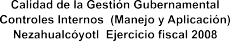 Calidad de la Gestión Gubernamental
Controles Internos  (Manejo y Aplicación)
Nezahualcóyotl  Ejercicio fiscal 2008